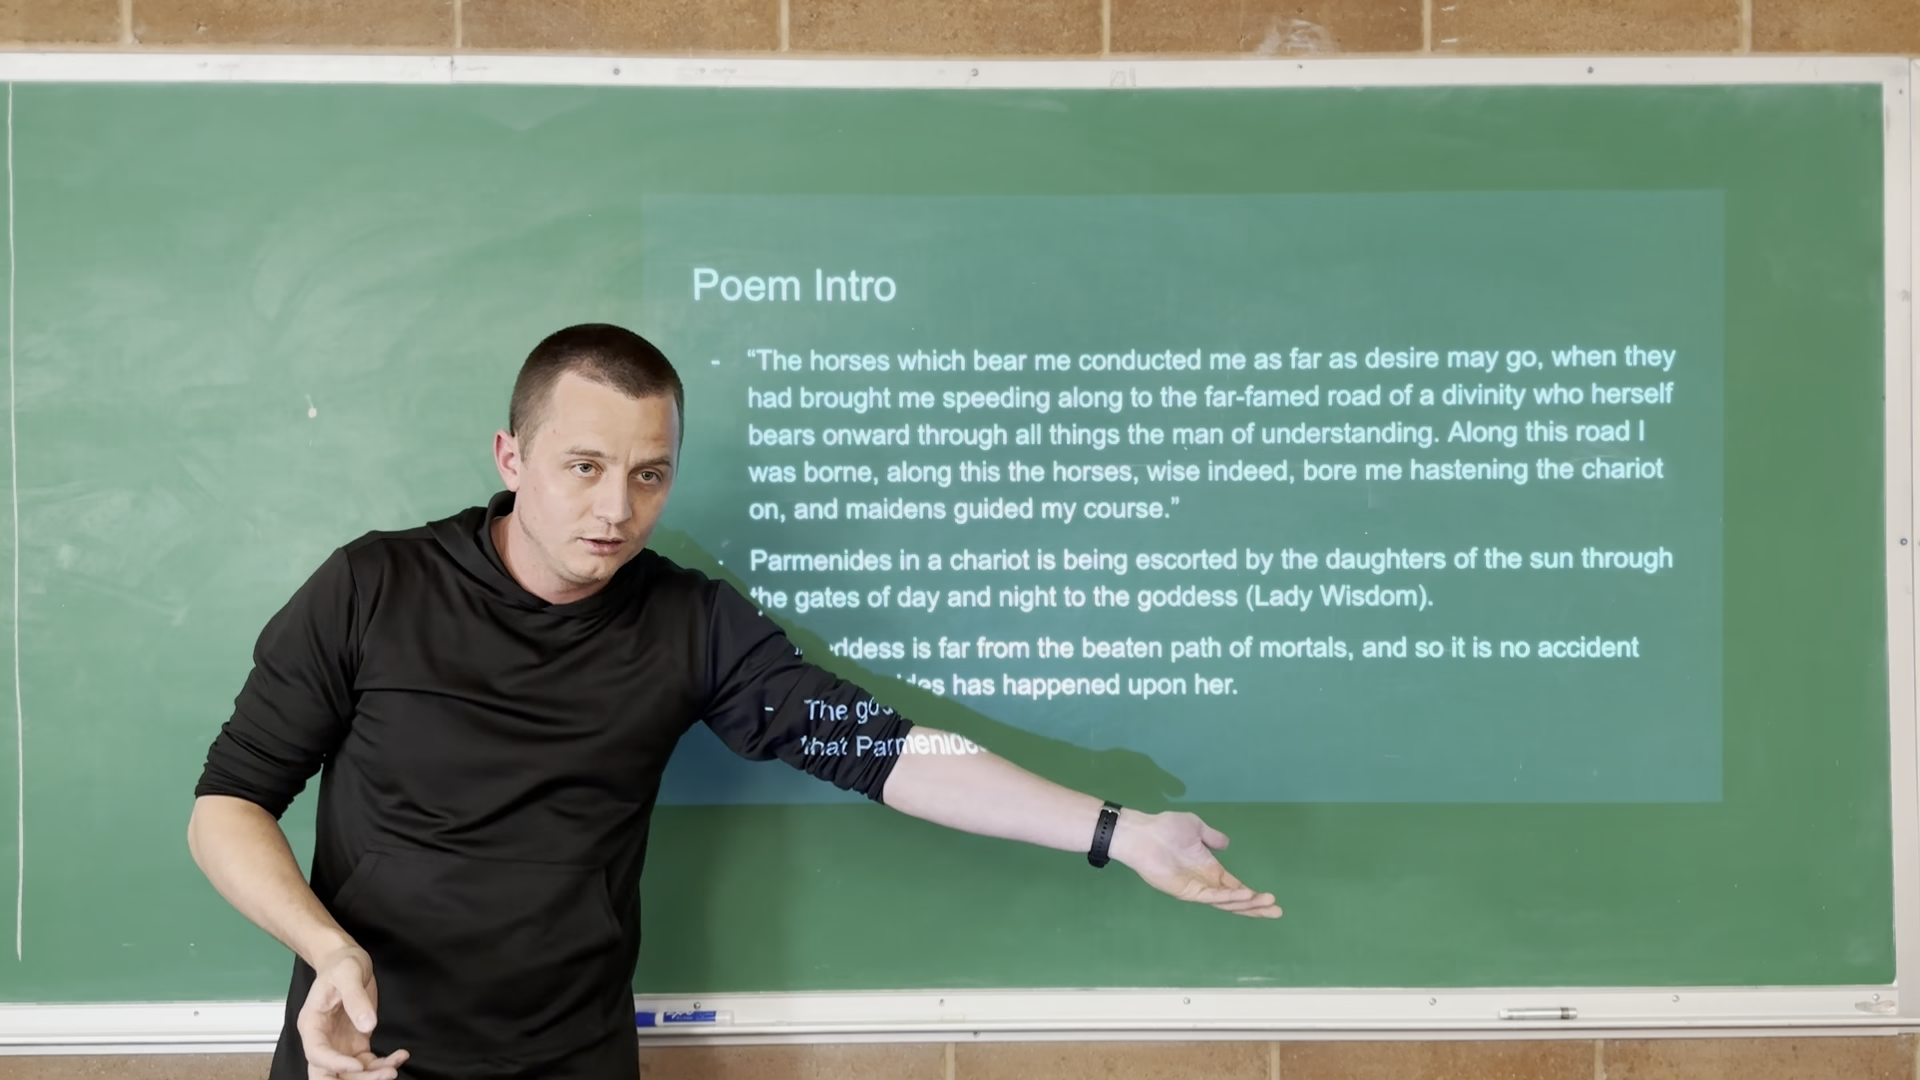 Poem Intro
- “The horses which bear me conducted me as far as desire may go, when they
had brought me speeding along to the far-famed road of a divinity who herself
bears onward through all things the man of understanding. Along this road I
was borne, along this the horses, wise indeed, bore me hastening the chariot
on, and maidens guided my course.”
- Parmenides in a chariot is being escorted by the daughters of the sun through
the gates of day and night to the goddess (Lady Wisdom).
- The goddess is far from the beaten path of mortals, and so it is no accident
that Parmenides has happened upon her.